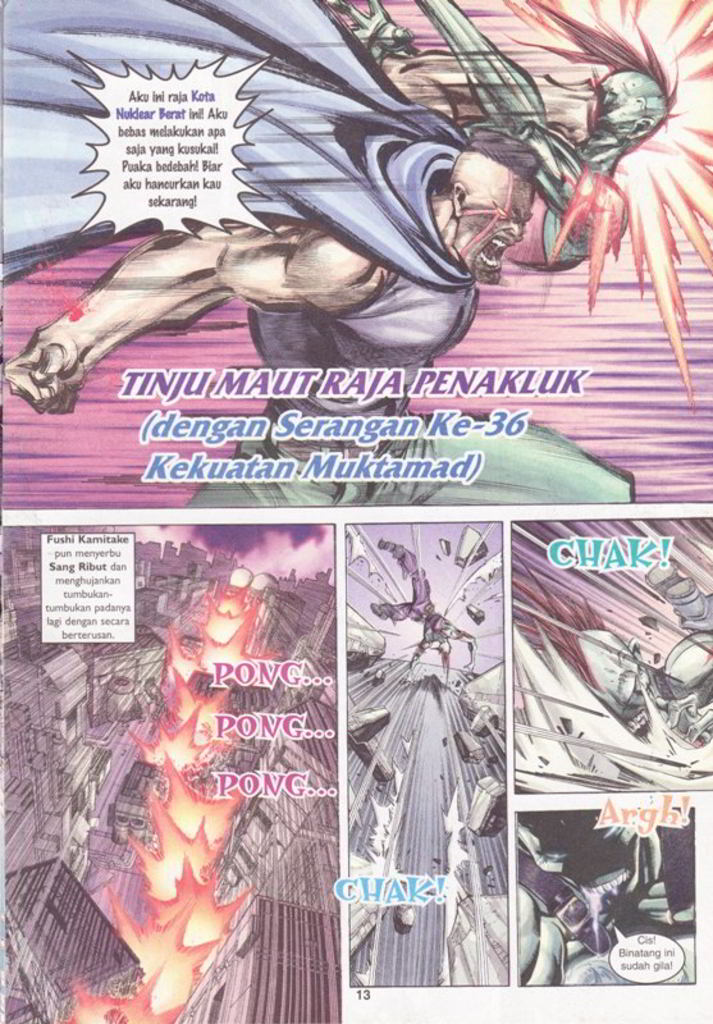 Aku ini raja Kota
Nuklear Berat ini! Aku
bebas melakukan apa
saja yang kusukai!
Puaka bedebah! Biar
aku hancurkan kau
sekarang!
TINJU MAUT RAJA PENAKLUK
(dengan Serangan Ke-36
Kekuatan Muktamad)
Fushi Kamitake
pun menyerbu
Sang Ribut dan
menghujankan
tumbukan-
tumbukan padanya
lagi dengan secara
berterusan.
PONG...
PONG...
PONG...
CHAK!
CHAK!
Argh!
Cis!
Binatang ini
sudah gila!
13